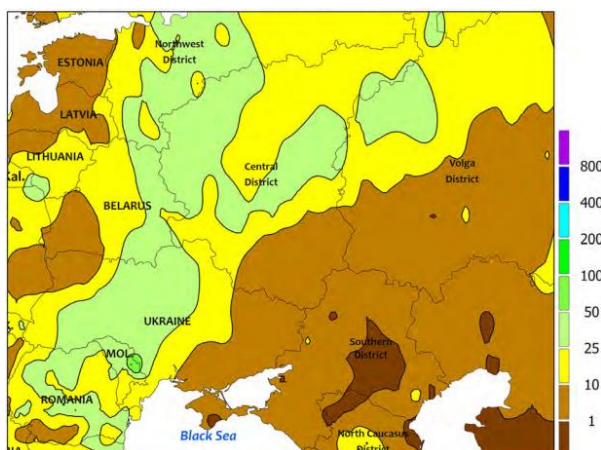 Northwest
District
ESTONIA
LATVIA
LITHUANIA
Kal.
Central
District
Volga
District
BELARUS
UKRAINE
MOL.
Southern
District
ROMANIA
Black Sea
North Caucasus
District
800
400
200
100
50
25
10
1